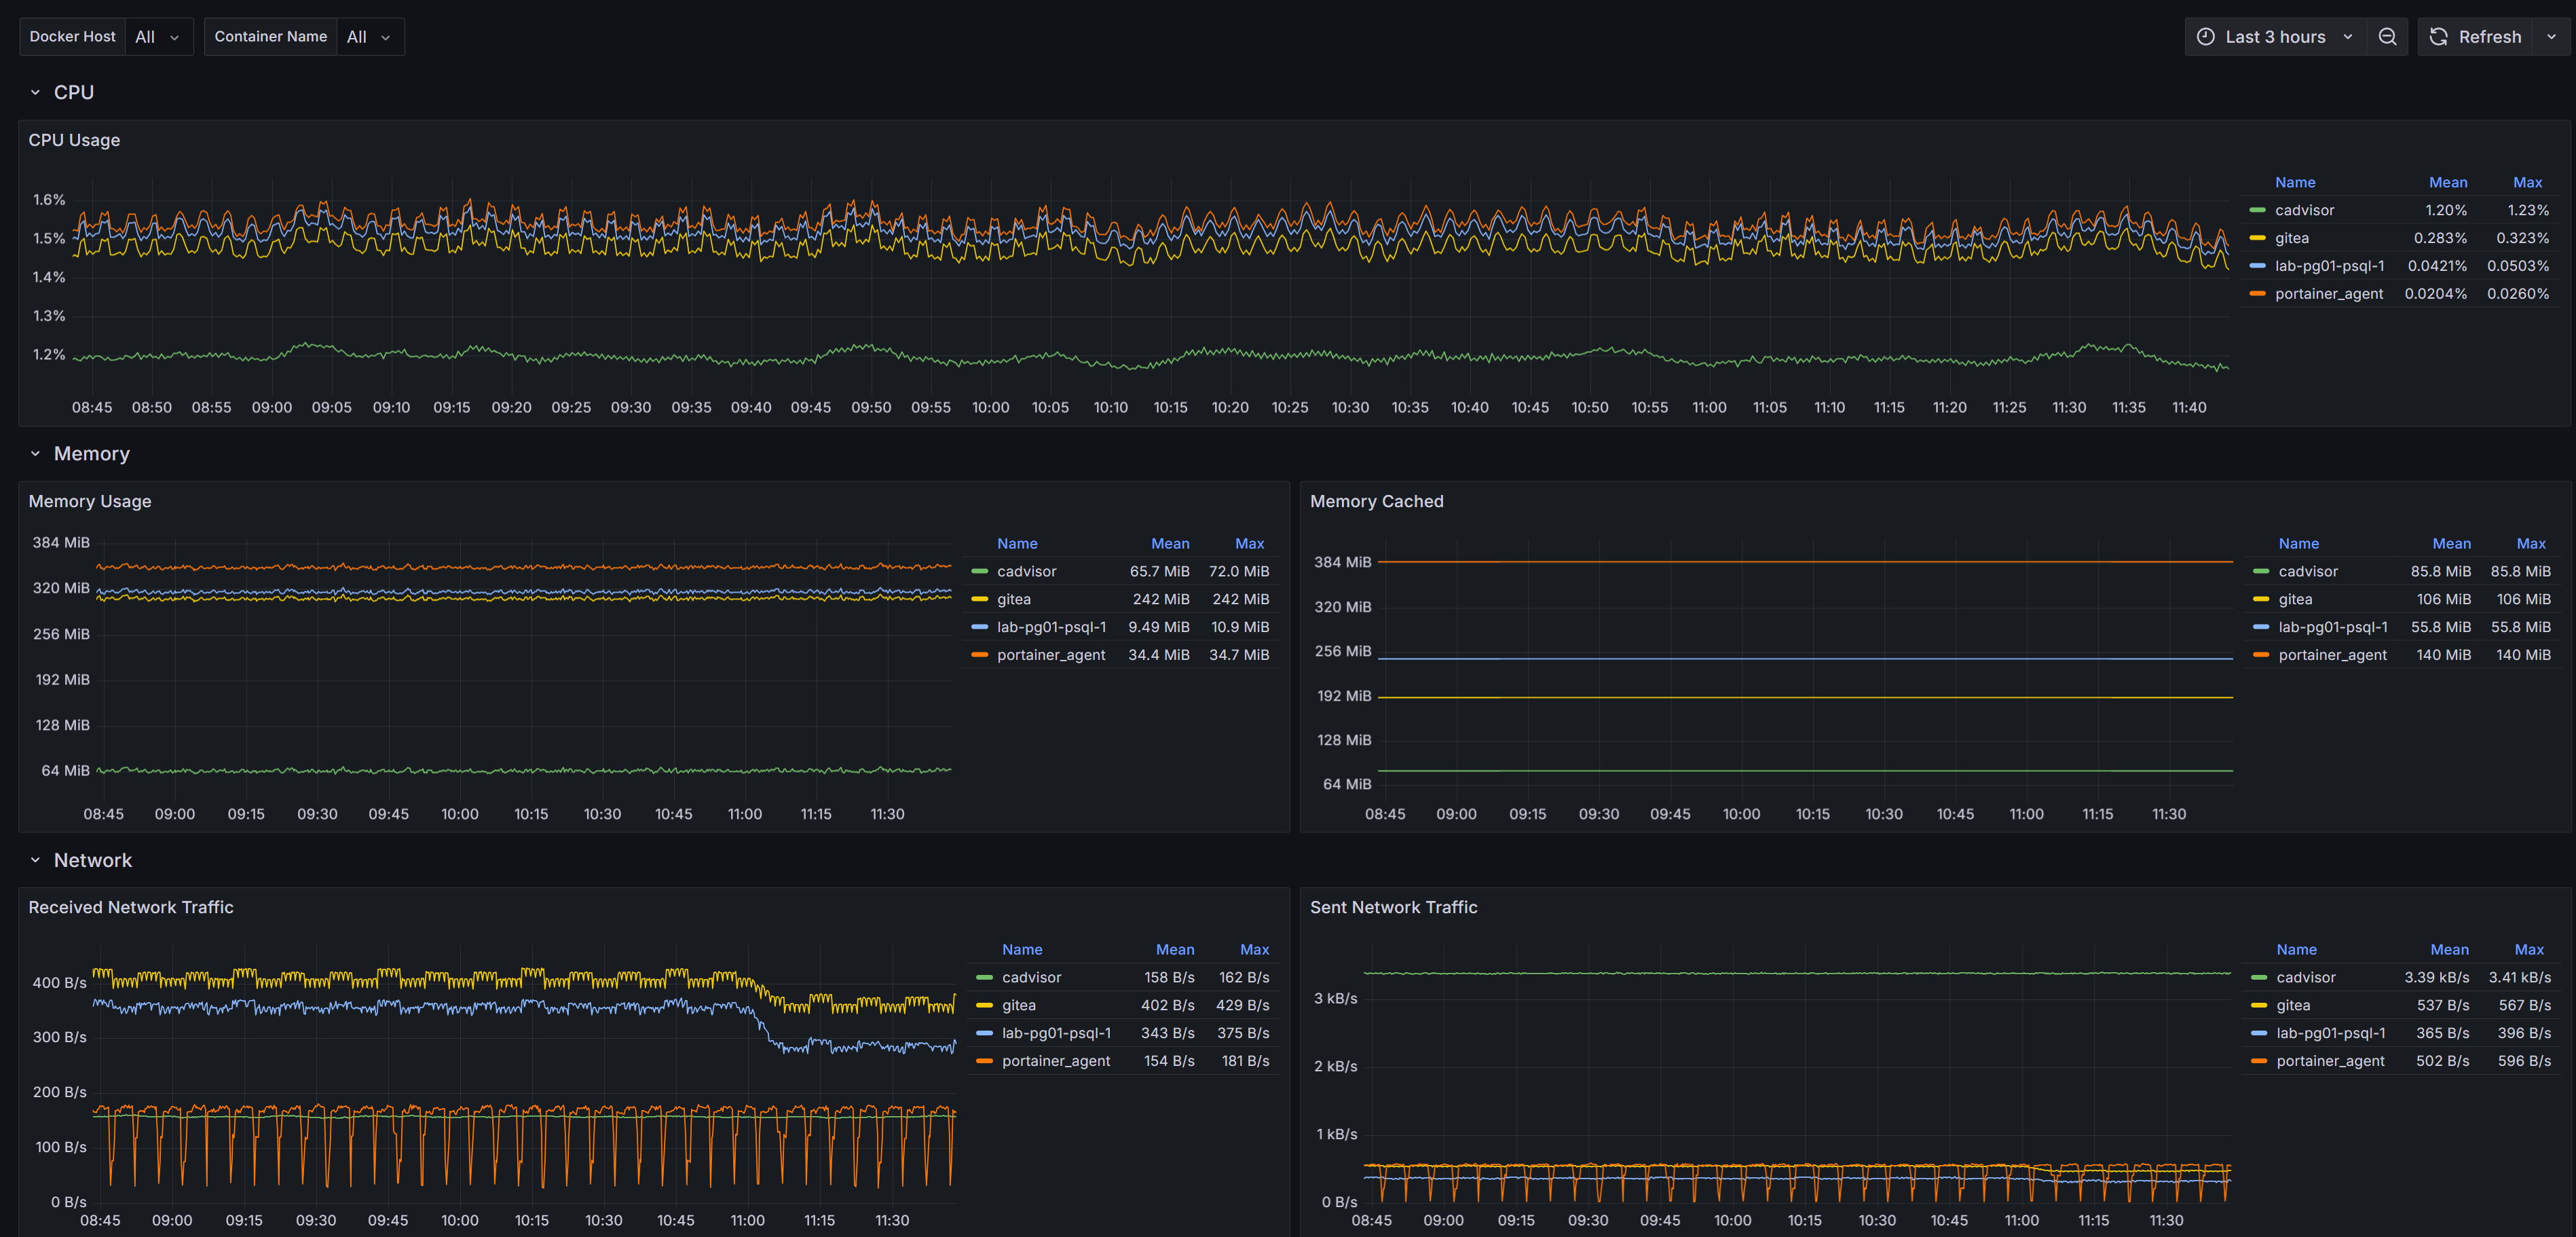 Docker Host All Container Name All Last 3 hours Refresh
CPU
CPU Usage
Name Mean Max
cadvisor 1.20% 1.23%
gitea 0.283% 0.323%
lab-pg01-psql-1 0.0421% 0.0503%
portainer_agent 0.0204% 0.0260%
1.6%
1.5%
1.4%
1.3%
1.2%
08:45 08:50 08:55 09:00 09:05 09:10 09:15 09:20 09:25 09:30 09:35 09:40 09:45 09:50 09:55 10:00 10:05 10:10 10:15 10:20 10:25 10:30 10:35 10:40 10:45 10:50 10:55 11:00 11:05 11:10 11:15 11:20 11:25 11:30 11:35 11:40
Memory
Memory Usage
384 MiB
320 MiB
256 MiB
192 MiB
128 MiB
64 MiB
08:45 09:00 09:15 09:30 09:45 10:00 10:15 10:30 10:45 11:00 11:15 11:30
Name Mean Max
cadvisor 65.7 MiB 72.0 MiB
gitea 242 MiB 242 MiB
lab-pg01-psql-1 9.49 MiB 10.9 MiB
portainer_agent 34.4 MiB 34.7 MiB
Memory Cached
384 MiB
320 MiB
256 MiB
192 MiB
128 MiB
64 MiB
08:45 09:00 09:15 09:30 09:45 10:00 10:15 10:30 10:45 11:00 11:15 11:30
Name Mean Max
cadvisor 85.8 MiB 85.8 MiB
gitea 106 MiB 106 MiB
lab-pg01-psql-1 55.8 MiB 55.8 MiB
portainer_agent 140 MiB 140 MiB
Network
Received Network Traffic
400 B/s
300 B/s
200 B/s
100 B/s
0 B/s
08:45 09:00 09:15 09:30 09:45 10:00 10:15 10:30 10:45 11:00 11:15 11:30
Name Mean Max
cadvisor 158 B/s 162 B/s
gitea 402 B/s 429 B/s
lab-pg01-psql-1 343 B/s 375 B/s
portainer_agent 154 B/s 181 B/s
Sent Network Traffic
3 kB/s
2 kB/s
1 kB/s
0 B/s
08:45 09:00 09:15 09:30 09:45 10:00 10:15 10:30 10:45 11:00 11:15 11:30
Name Mean Max
cadvisor 3.39 kB/s 3.41 kB/s
gitea 537 B/s 567 B/s
lab-pg01-psql-1 365 B/s 396 B/s
portainer_agent 502 B/s 596 B/s